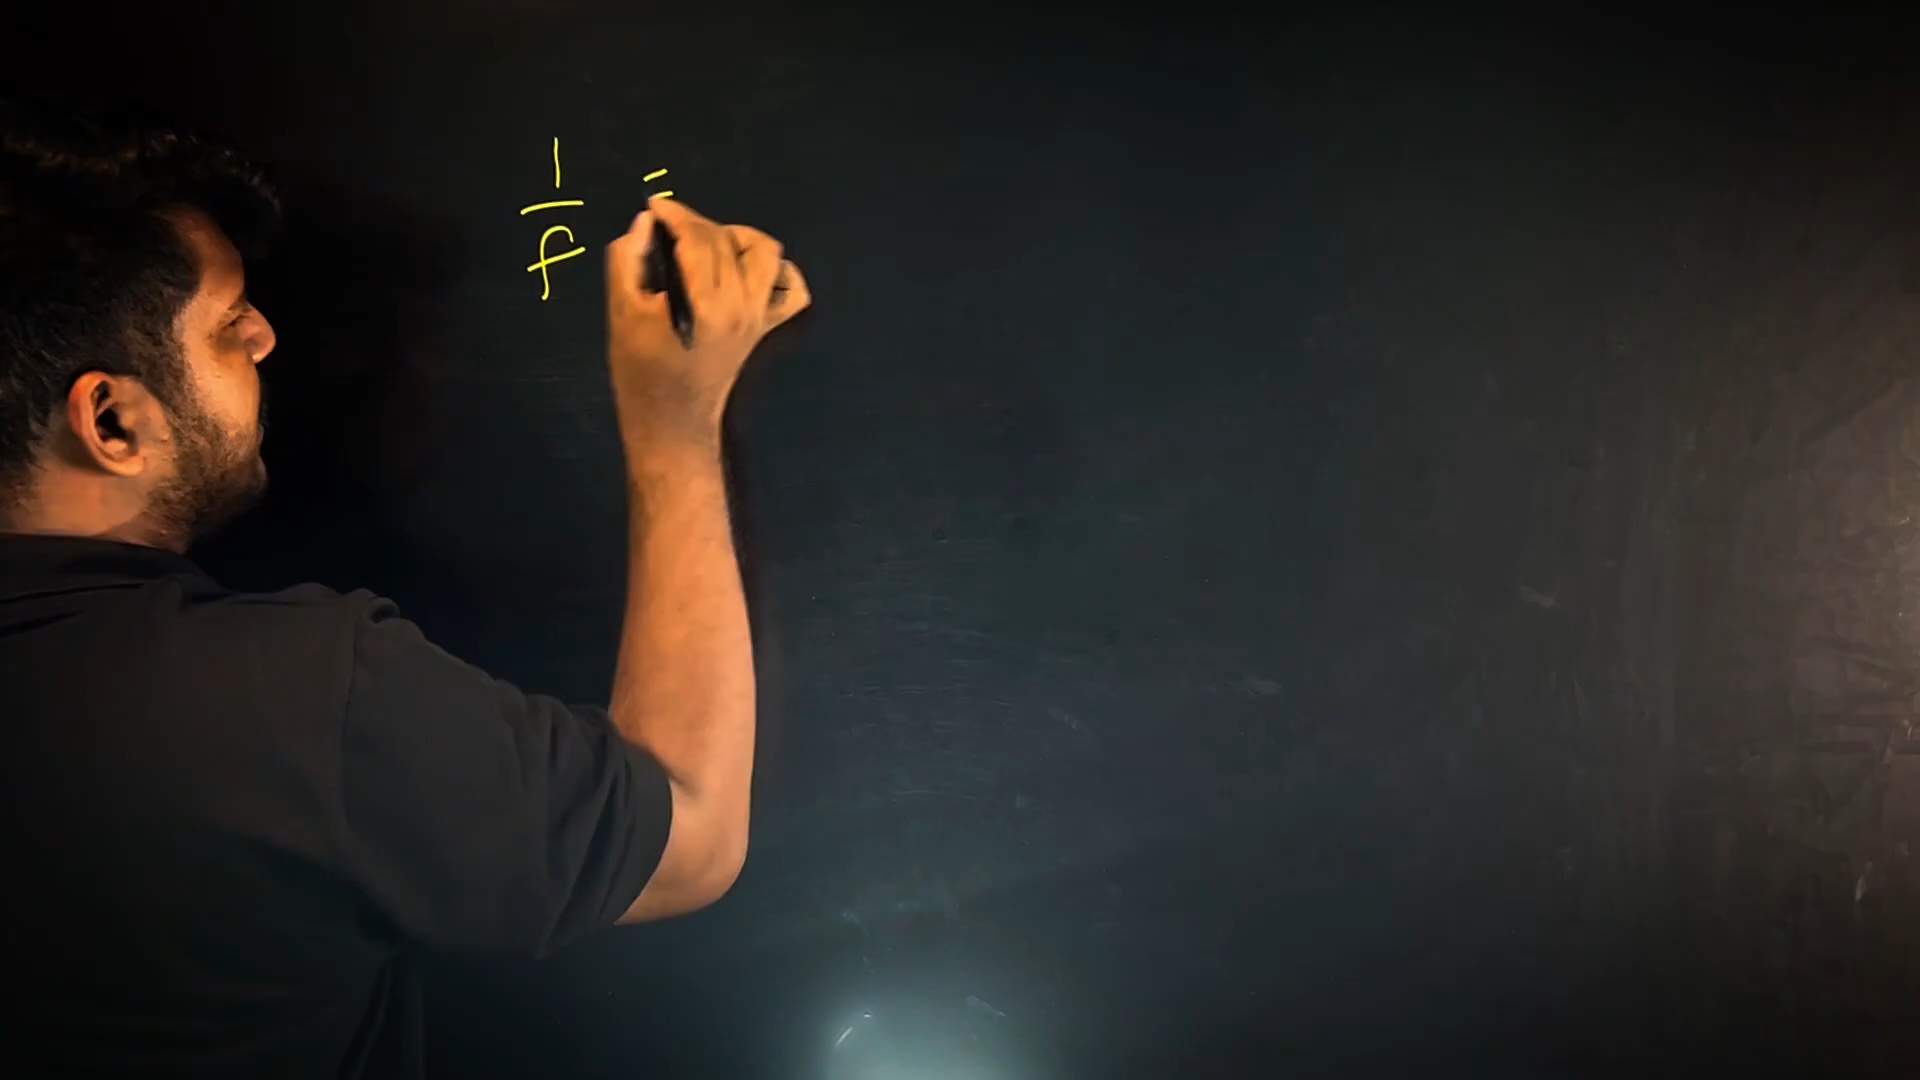 1/f =